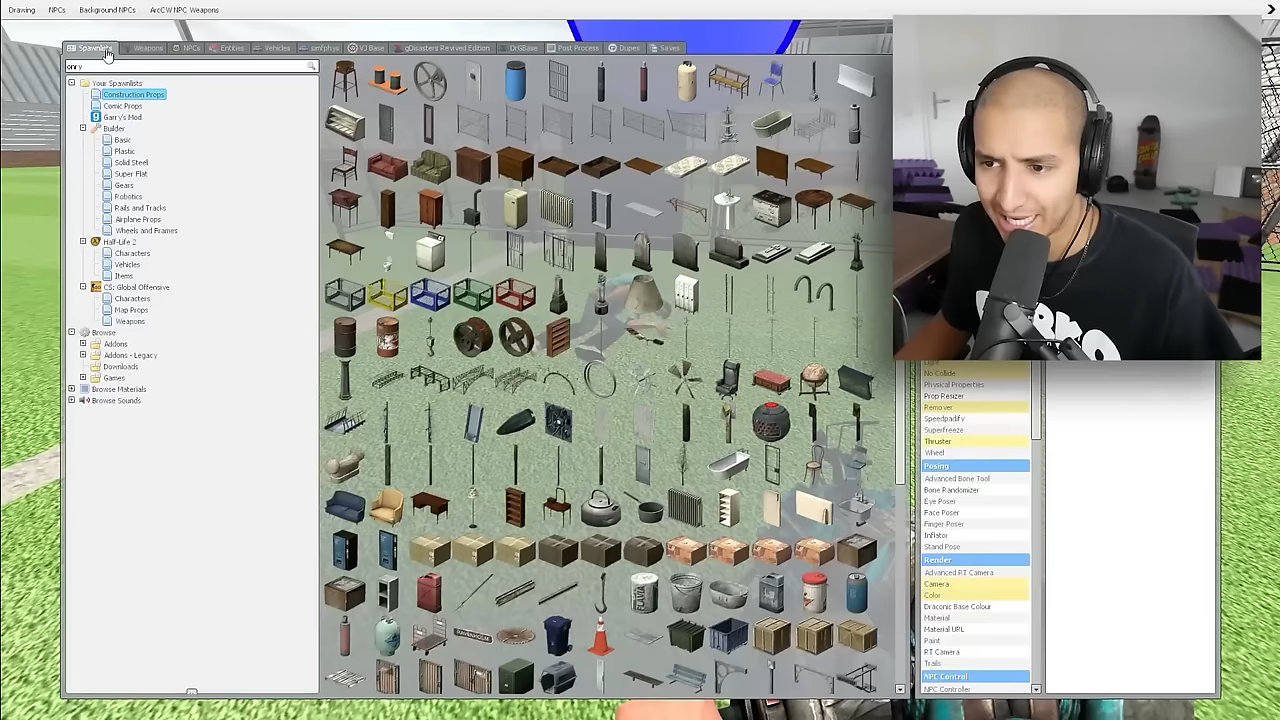 Drawing NPCs Background NPCs ArcCW NPC Weapons
Spawnlists Weapons NPCs Entities Vehicles simfphys VJ Base gDisasters Revived Edition DrGBase Post Process Dupes Saves
Your Spawnlists
Construction Props
Comic Props
Garry's Mod
Builder
Basic
Plastic
Solid Steel
Super Flat
Gears
Robotics
Rails and Tracks
Airplane Props
Wheels and Frames
Half-Life 2
Characters
Vehicles
Items
CS: Global Offensive
Characters
Map Props
Weapons
Browse
Addons
Addons - Legacy
Downloads
Games
Browse Materials
Browse Sounds
RAVENHOLM
No Collide
Physical Properties
Prop Resizer
Remover
Speedpadify
Superfreeze
Thruster
Wheel
Posing
Advanced Bone Tool
Bone Randomizer
Eye Poser
Face Poser
Finger Poser
Inflator
Stand Pose
Render
Advanced RT Camera
Camera
Color
Draconic Base Colour
Material
Material URL
Paint
RT Camera
Trails
NPC Control
NPC Controller